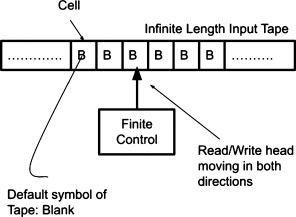 Cell
Infinite Length Input Tape
............. B B B B B B ..........
Finite
Control
Read/Write head
moving in both
directions
Default symbol of
Tape: Blank